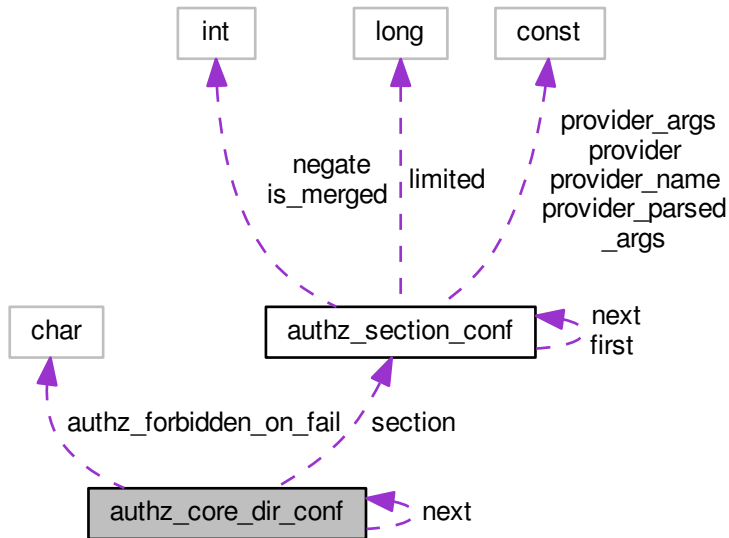 int
long
const
provider_args
provider
provider_name
provider_parsed
_args
negate
is_merged
limited
char
authz_section_conf
next
first
authz_forbidden_on_fail
section
authz_core_dir_conf
next